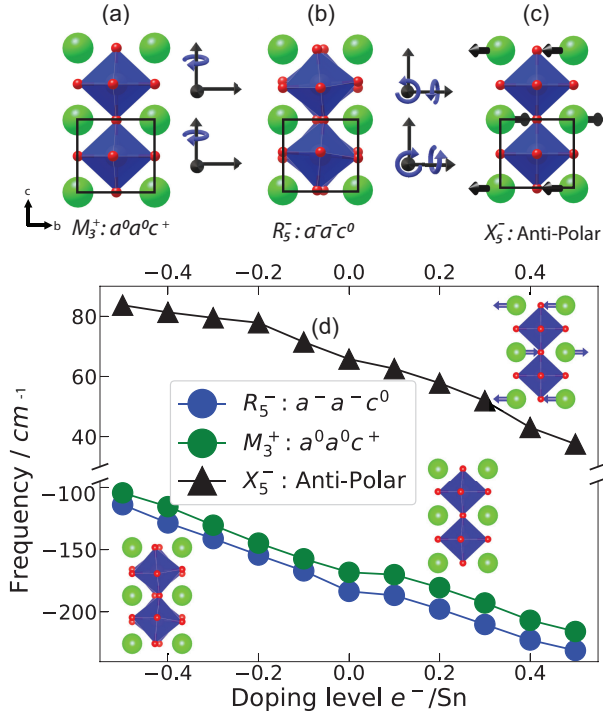 (a) (b) (c)
c
b
M₃⁺: a⁰a⁰c⁺ R₅⁻: a⁻a⁻c⁰ X₅⁻: Anti-Polar
−0.4 −0.2 0.0 0.2 0.4
(d)
80
60
40
−100
−150
−200
Frequency / cm⁻¹
R₅⁻ : a⁻ a⁻ c⁰
M₃⁺ : a⁰ a⁰ c⁺
X₅⁻ : Anti-Polar
−0.4 −0.2 0.0 0.2 0.4
Doping level e⁻/Sn